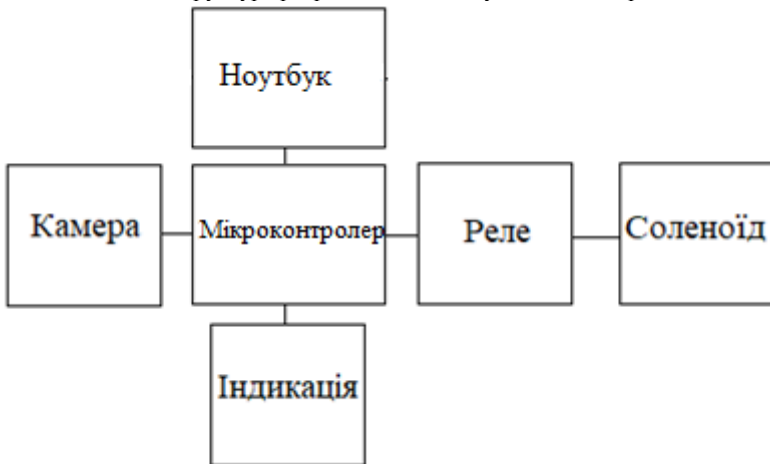 Ноутбук
Камера
Мікроконтролер
Реле
Соленоїд
Індикація